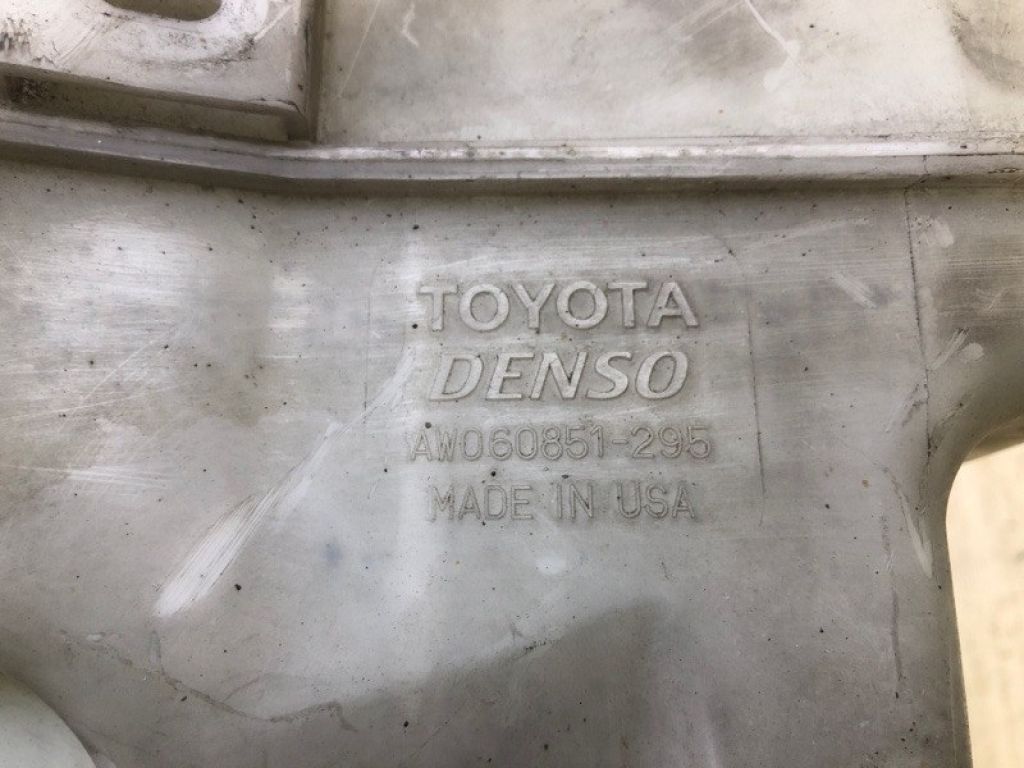 TOYOTA
DENSO
AW060851-295
MADE IN USA